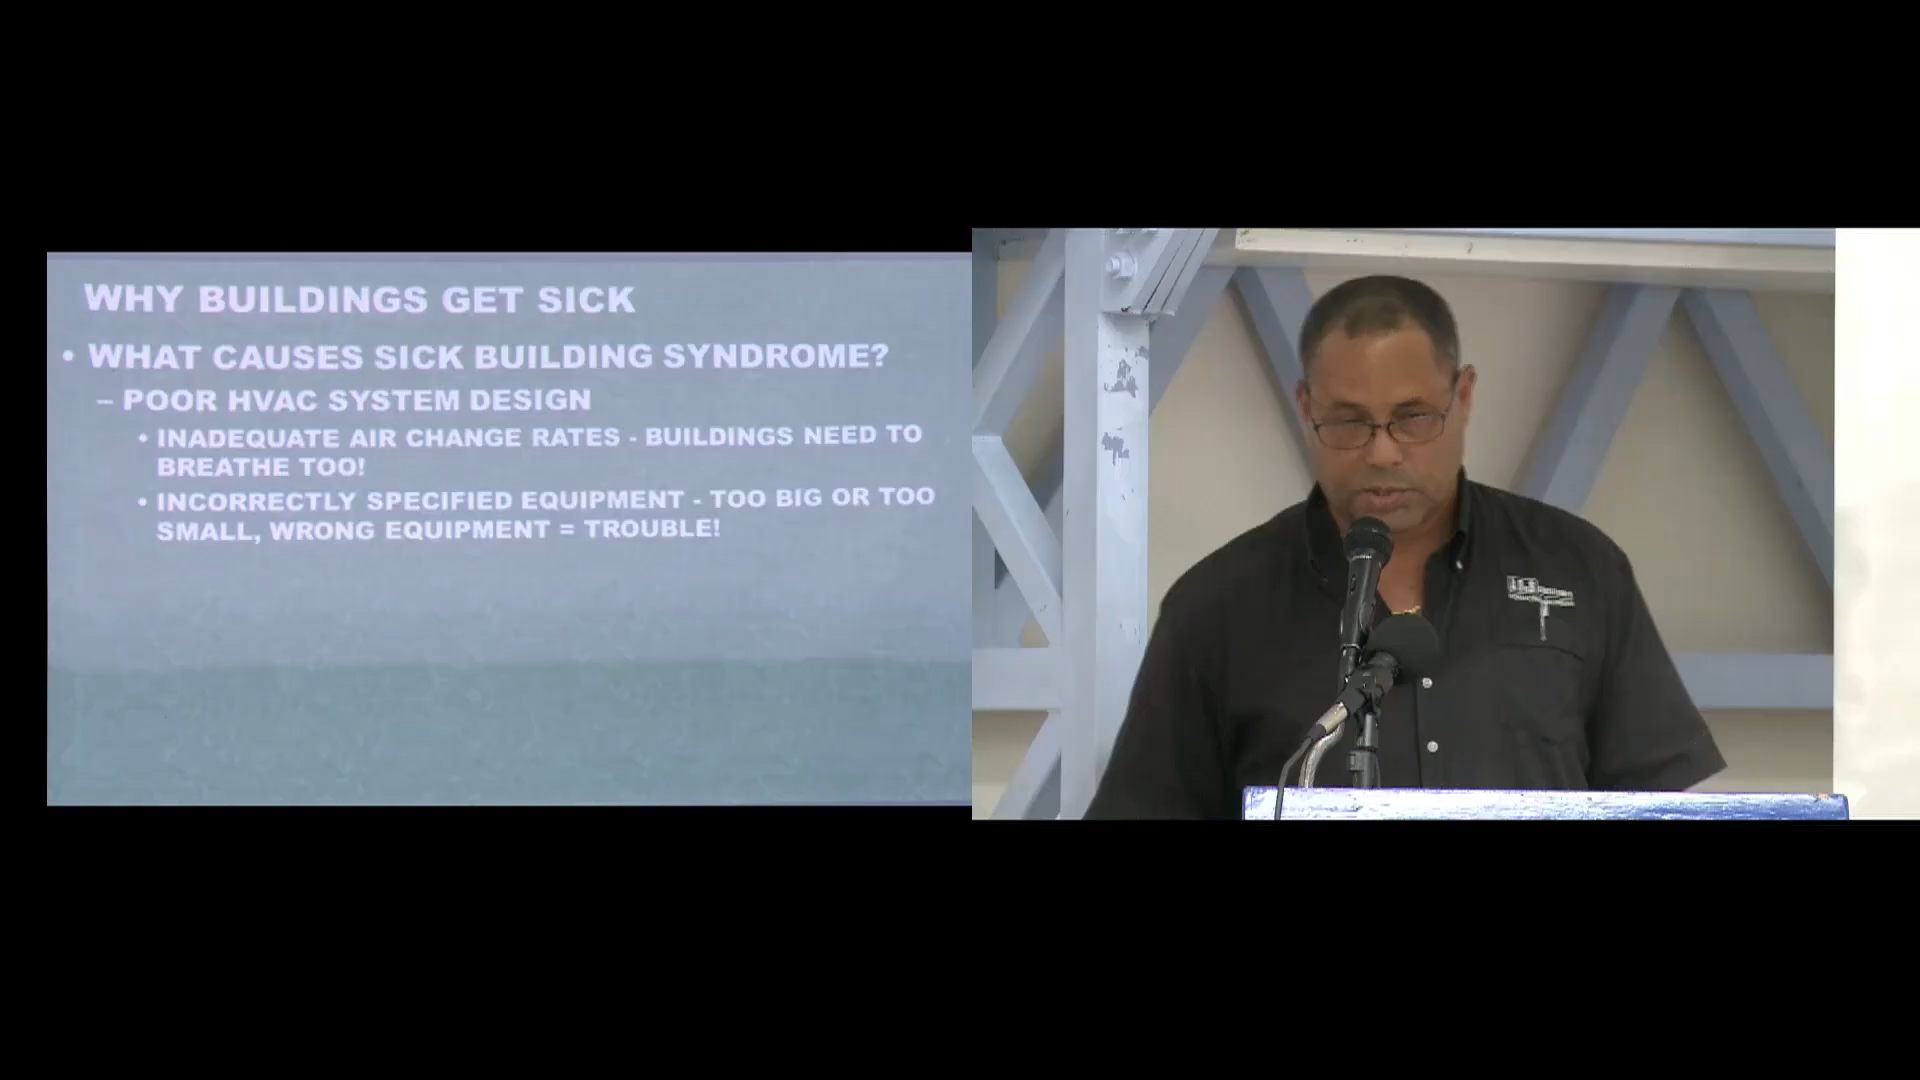 WHY BUILDINGS GET SICK
• WHAT CAUSES SICK BUILDING SYNDROME?
– POOR HVAC SYSTEM DESIGN
• INADEQUATE AIR CHANGE RATES - BUILDINGS NEED TO
BREATHE TOO!
• INCORRECTLY SPECIFIED EQUIPMENT - TOO BIG OR TOO
SMALL, WRONG EQUIPMENT = TROUBLE!